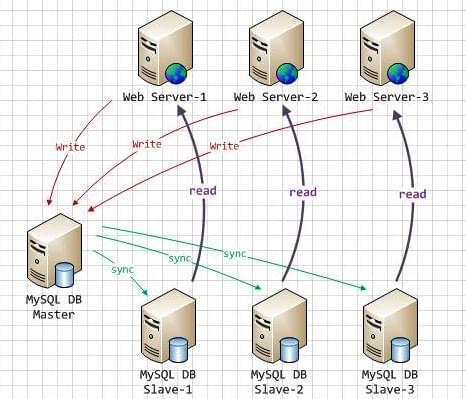 Web Server-1
Web Server-2
Web Server-3
Write
Write
Write
read
read
read
sync
sync
sync
MySQL DB
Master
MySQL DB
Slave-1
MySQL DB
Slave-2
MySQL DB
Slave-3